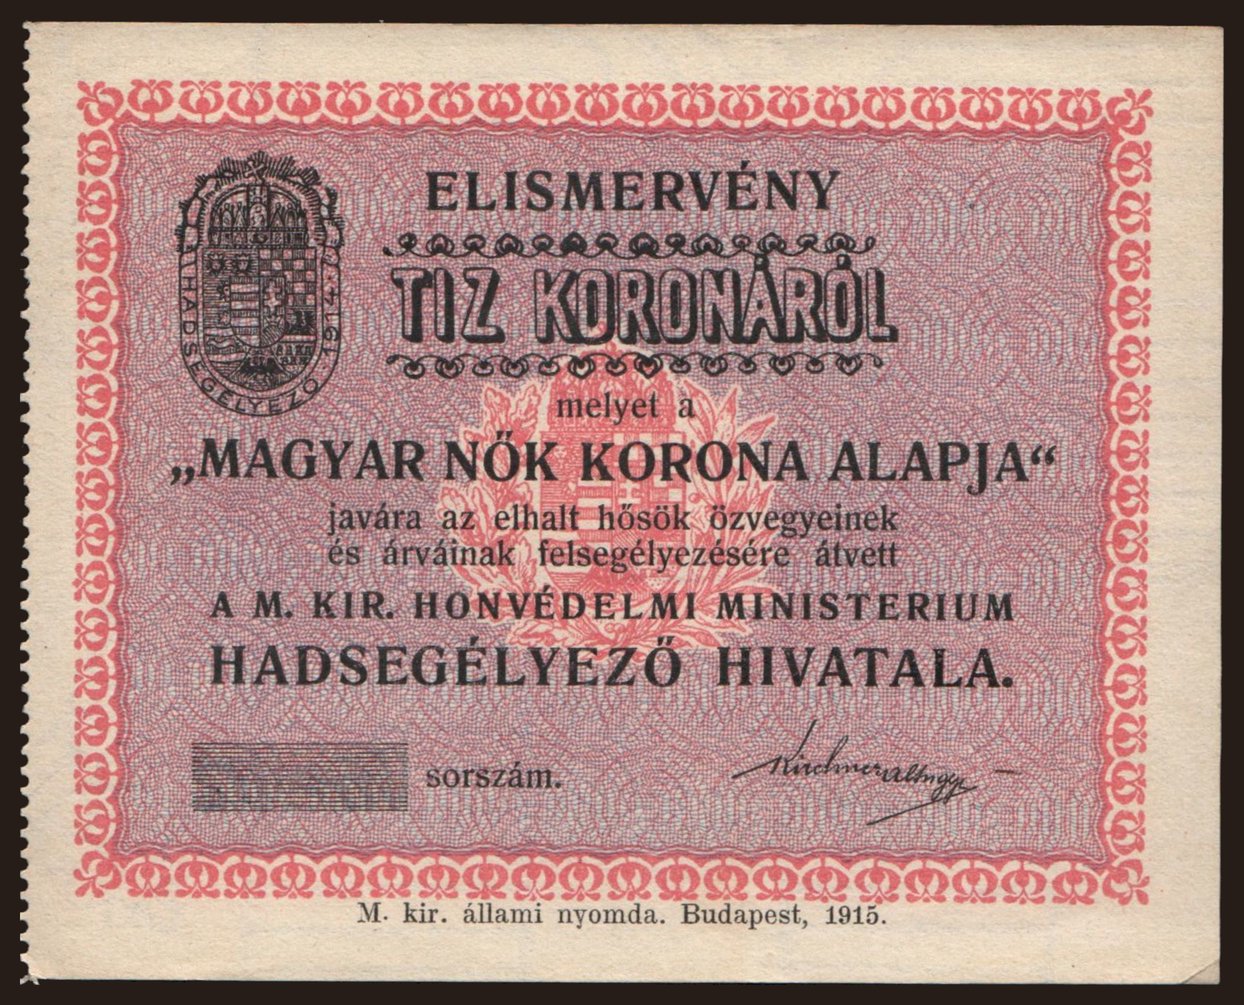 ELISMERVÉNY
TIZ KORONÁRÓL
AUHADSEGÉLYEZŐ 1914-
melyet a
„MAGYAR NŐK KORONA ALAPJA“
javára az elhalt hősök özvegyeinek
és árváinak felsegélyezésére átvett
A M. KIR. HONVÉDELMI MINISTERIUM
HADSEGÉLYEZŐ HIVATALA.
sorszám.
M. kir. állami nyomda. Budapest, 1915.